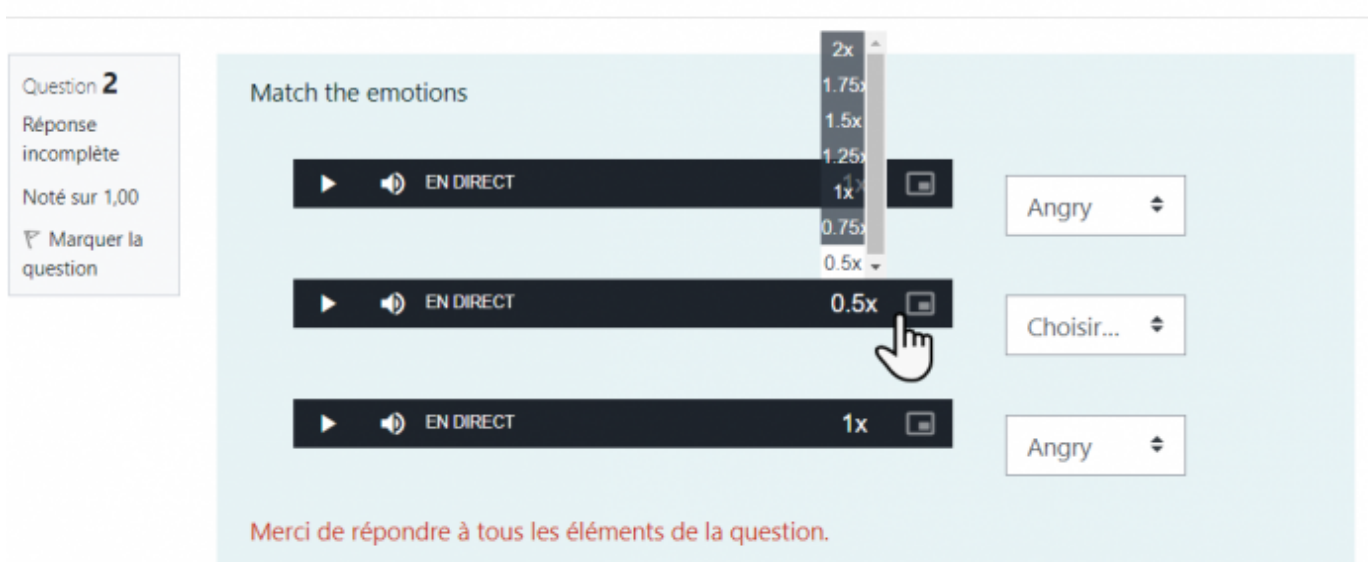 Question 2
Réponse
incomplète
Noté sur 1,00
Marquer la
question
Match the emotions
2x
1.75x
1.5x
1.25x
1x
0.75x
0.5x
EN DIRECT 1x
Angry
EN DIRECT 0.5x
Choisir...
EN DIRECT 1x
Angry
Merci de répondre à tous les éléments de la question.